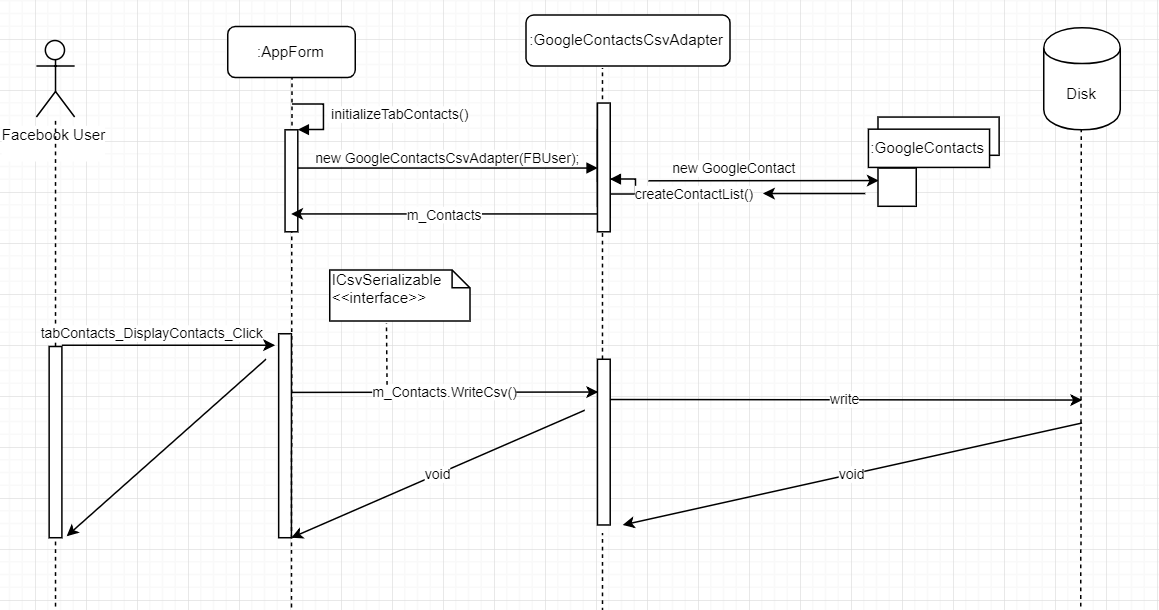 :AppForm
:GoogleContactsCsvAdapter
Disk
Facebook User
initializeTabContacts()
new GoogleContactsCsvAdapter(FBUser);
:GoogleContacts
new GoogleContact
createContactList()
m_Contacts
ICsvSerializable
<<interface>>
tabContacts_DisplayContacts_Click
m_Contacts.WriteCsv()
write
void
void